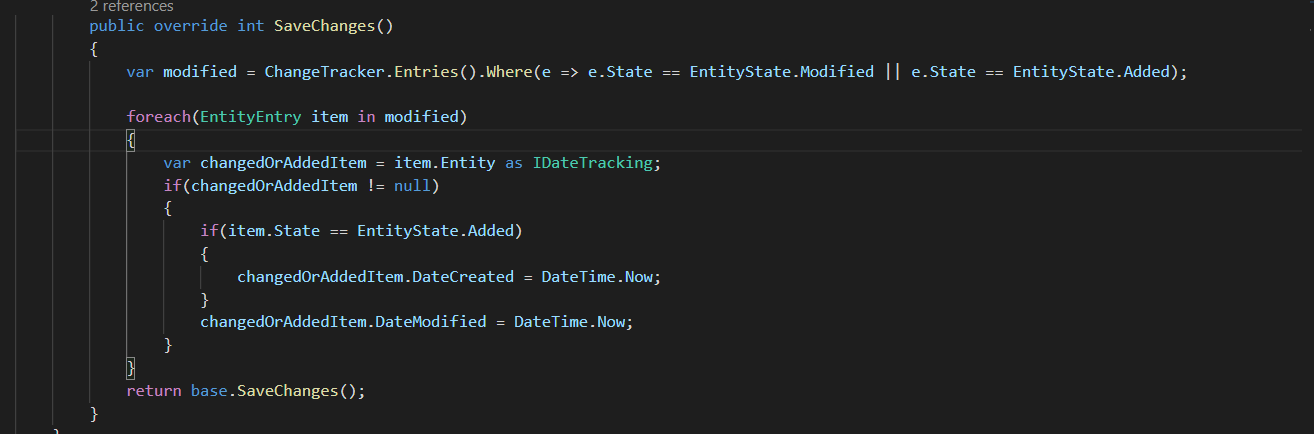 2 references
public override int SaveChanges()
{
var modified = ChangeTracker.Entries().Where(e => e.State == EntityState.Modified || e.State == EntityState.Added);
foreach(EntityEntry item in modified)
{
var changedOrAddedItem = item.Entity as IDateTracking;
if(changedOrAddedItem != null)
{
if(item.State == EntityState.Added)
{
changedOrAddedItem.DateCreated = DateTime.Now;
}
changedOrAddedItem.DateModified = DateTime.Now;
}
}
return base.SaveChanges();
}
}